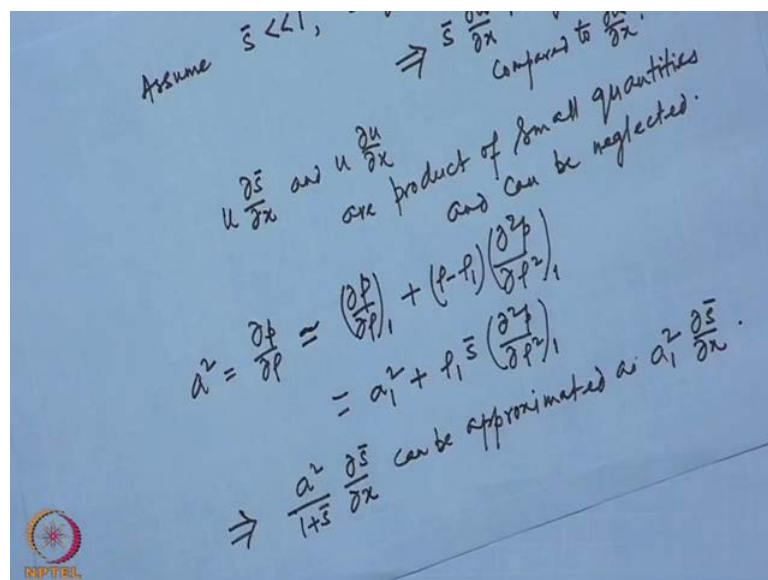 Assume s̄ <<1,
⇒ s̄ ∂u/∂x
compared to ∂u/∂x.
u ∂s̄/∂x and u ∂u/∂x
are product of small quantities
and can be neglected.
a² = ∂p/∂ρ ≃ (∂p/∂ρ)₁ + (ρ-ρ₁)(∂²p/∂ρ²)₁
= a₁² + ρ₁ s̄ (∂²p/∂ρ²)₁
⇒ a²/(1+s̄) ∂s̄/∂x can be approximated as a₁² ∂s̄/∂x.
NPTEL